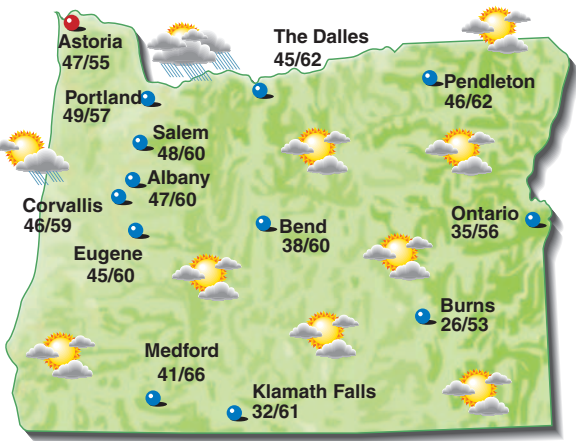 Astoria
47/55
The Dalles
45/62
Pendleton
46/62
Portland
49/57
Salem
48/60
Albany
47/60
Corvallis
46/59
Eugene
45/60
Bend
38/60
Ontario
35/56
Burns
26/53
Medford
41/66
Klamath Falls
32/61